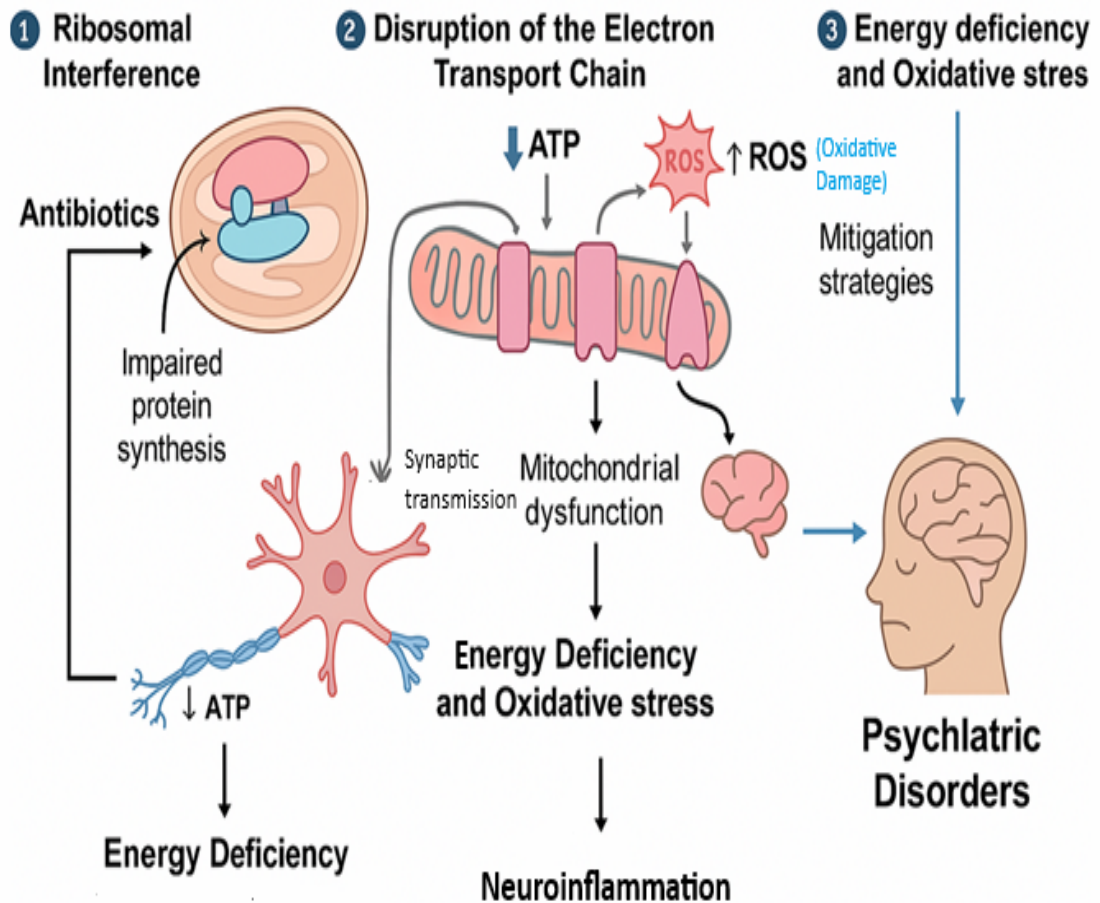 1 Ribosomal
Interference
2 Disruption of the Electron
Transport Chain
3 Energy deficiency
and Oxidative stres
Antibiotics
Impaired
protein
synthesis
↓ ATP
ROS
↑ ROS
(Oxidative
Damage)
Mitigation
strategies
Synaptic
transmission
Mitochondrial
dysfunction
↓ ATP
Energy Deficiency
Energy Deficiency
and Oxidative stress
Neuroinflammation
Psychlatric
Disorders